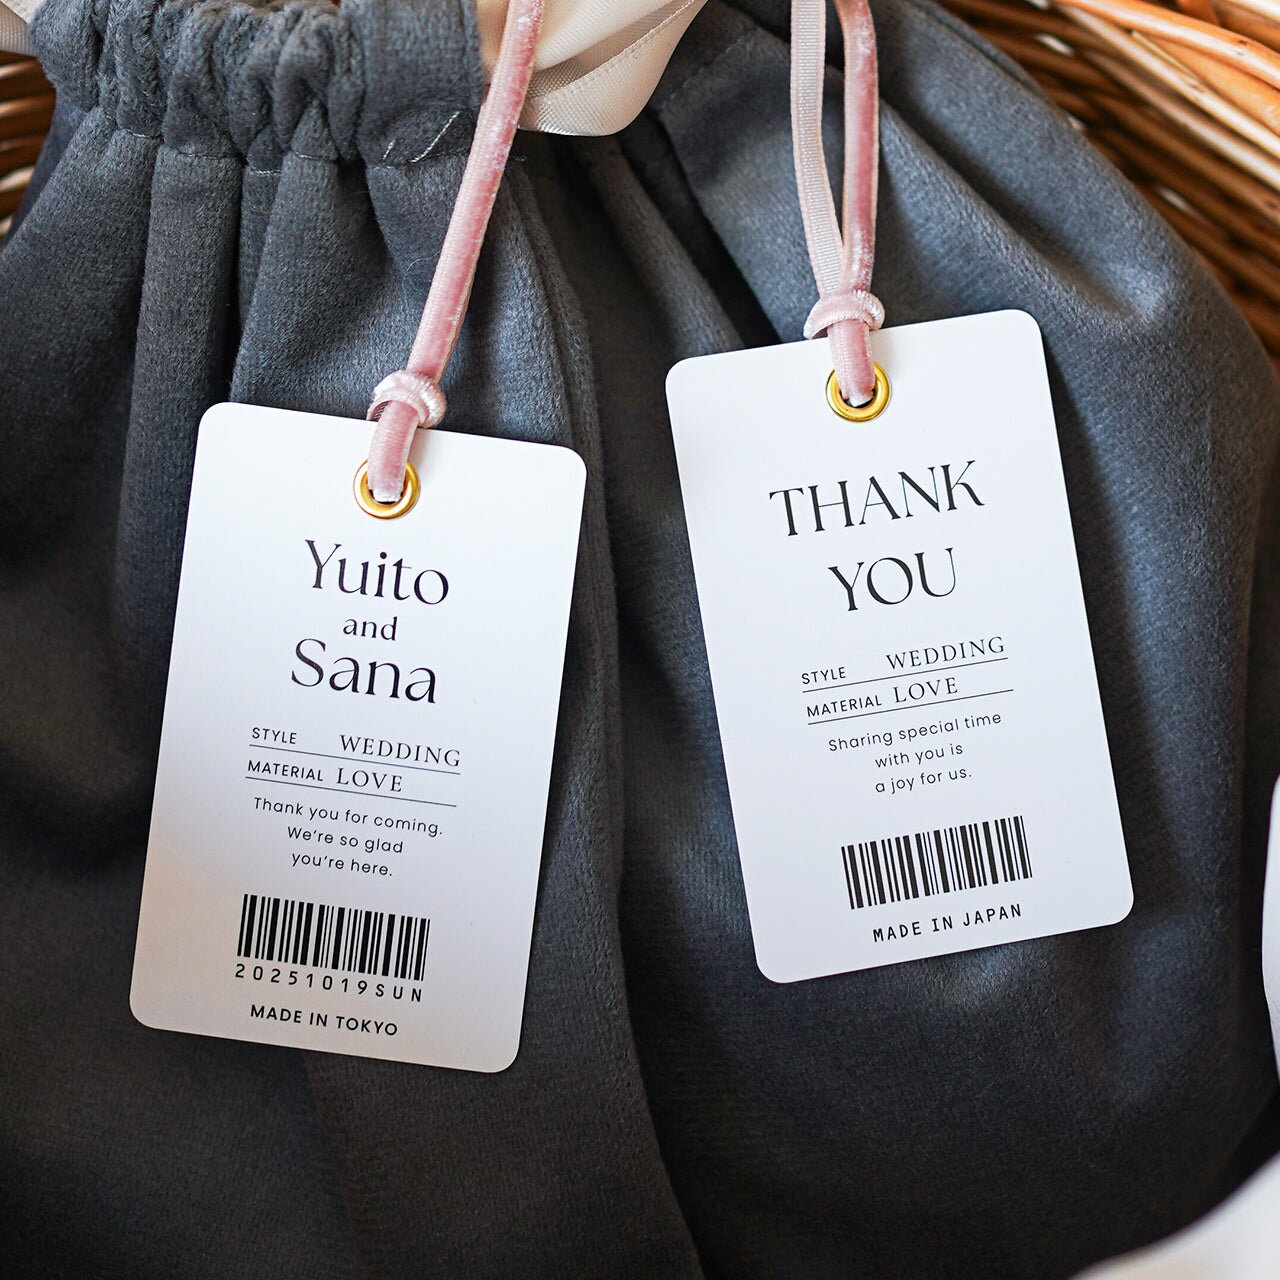 Yuito
and
Sana
STYLE WEDDING
MATERIAL LOVE
Thank you for coming.
We're so glad
you're here.
20251019SUN
MADE IN TOKYO
THANK
YOU
STYLE WEDDING
MATERIAL LOVE
Sharing special time
with you is
a joy for us.
MADE IN JAPAN